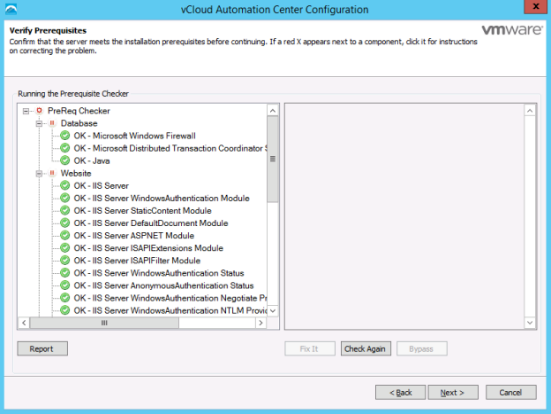 vCloud Automation Center Configuration
Verify Prerequisites
vmware
Confirm that the server meets the installation prerequisites before continuing. If a red X appears next to a component, click it for instructions
on correcting the problem.
Running the Prerequisite Checker
PreReq Checker
Database
OK - Microsoft Windows Firewall
OK - Microsoft Distributed Transaction Coordinator
OK - Java
Website
OK - IIS Server
OK - IIS Server WindowsAuthentication Module
OK - IIS Server StaticContent Module
OK - IIS Server DefaultDocument Module
OK - IIS Server ASPNET Module
OK - IIS Server ISAPIExtensions Module
OK - IIS Server ISAPIFilter Module
OK - IIS Server WindowsAuthentication Status
OK - IIS Server AnonymousAuthentication Status
OK - IIS Server WindowsAuthentication Negotiate Pr
OK - IIS Server WindowsAuthentication NTLM Provi
Report
Fix It
Check Again
Bypass
< Back
Next >
Cancel